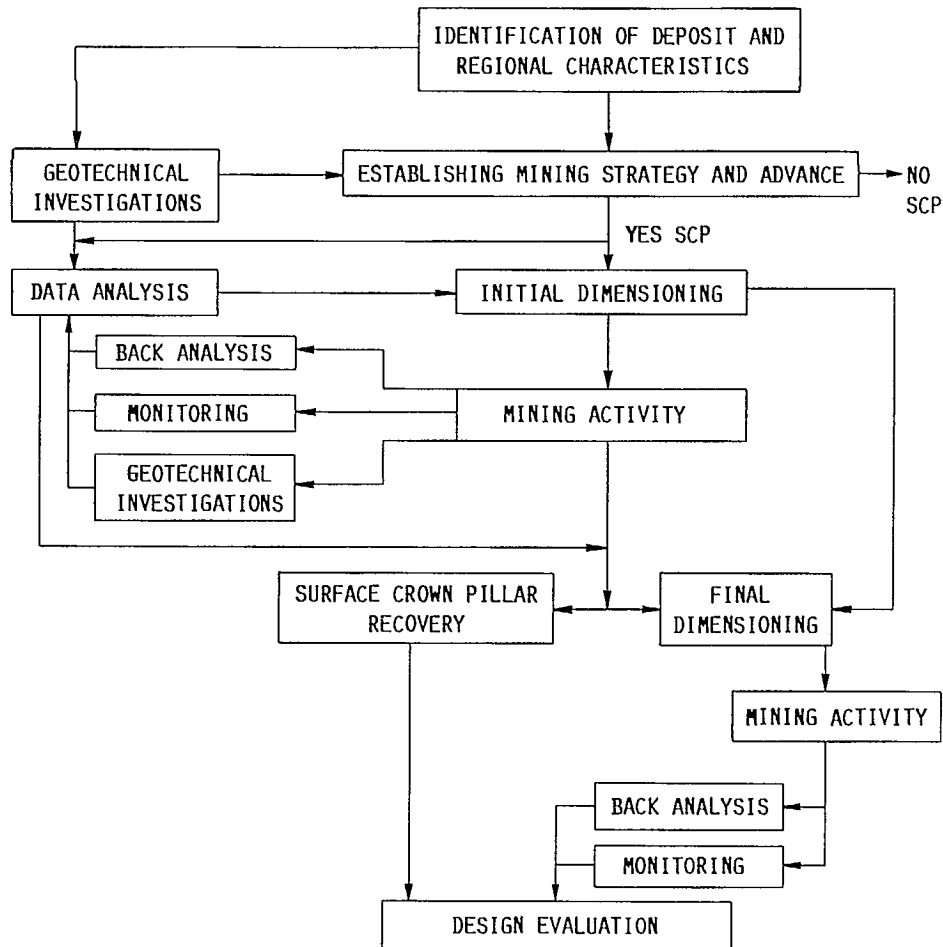 IDENTIFICATION OF DEPOSIT AND
REGIONAL CHARACTERISTICS
GEOTECHNICAL
INVESTIGATIONS
ESTABLISHING MINING STRATEGY AND ADVANCE
NO
SCP
YES SCP
DATA ANALYSIS
INITIAL DIMENSIONING
BACK ANALYSIS
MONITORING
MINING ACTIVITY
GEOTECHNICAL
INVESTIGATIONS
SURFACE CROWN PILLAR
RECOVERY
FINAL
DIMENSIONING
MINING ACTIVITY
BACK ANALYSIS
MONITORING
DESIGN EVALUATION